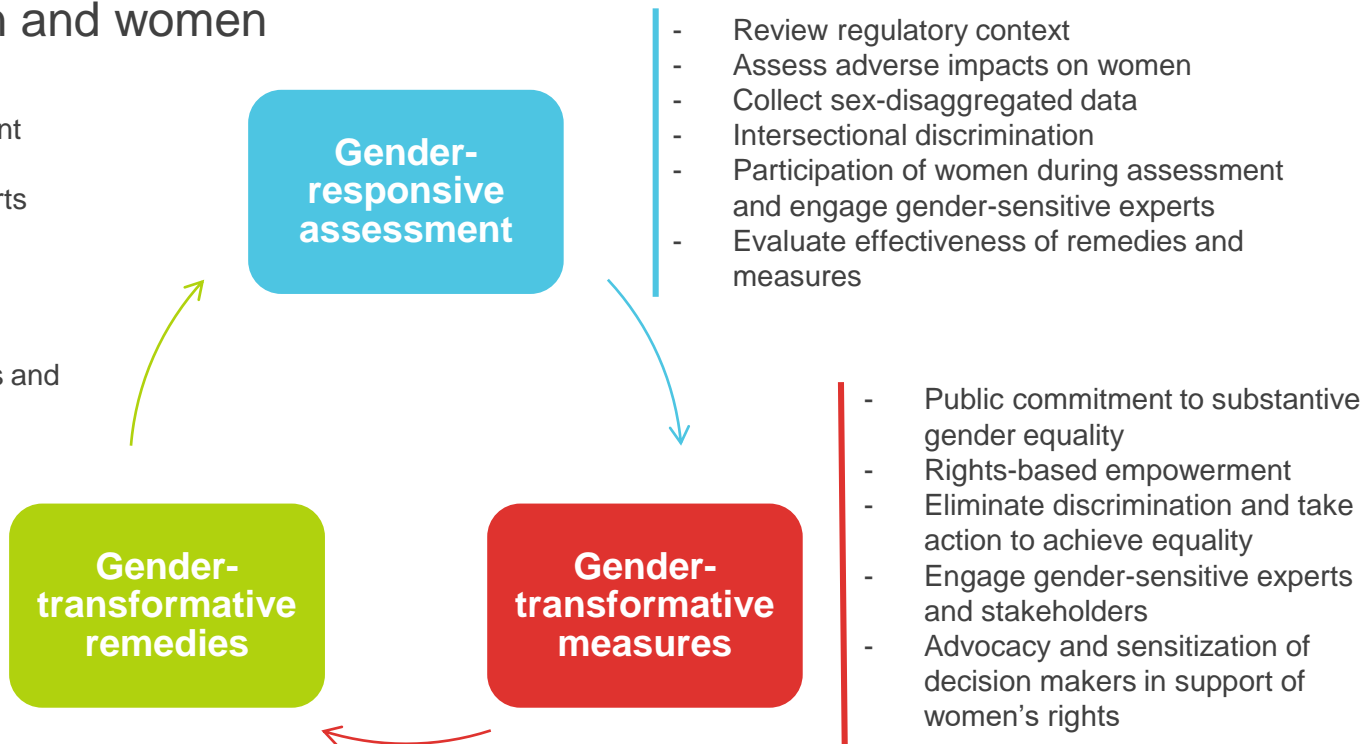 n and women
nt
rts
s and
Gender-
responsive
assessment
-    Review regulatory context
-    Assess adverse impacts on women
-    Collect sex-disaggregated data
-    Intersectional discrimination
-    Participation of women during assessment
and engage gender-sensitive experts
-    Evaluate effectiveness of remedies and
measures
Gender-
transformative
remedies
Gender-
transformative
measures
-    Public commitment to substantive
gender equality
-    Rights-based empowerment
-    Eliminate discrimination and take
action to achieve equality
-    Engage gender-sensitive experts
and stakeholders
-    Advocacy and sensitization of
decision makers in support of
women’s rights